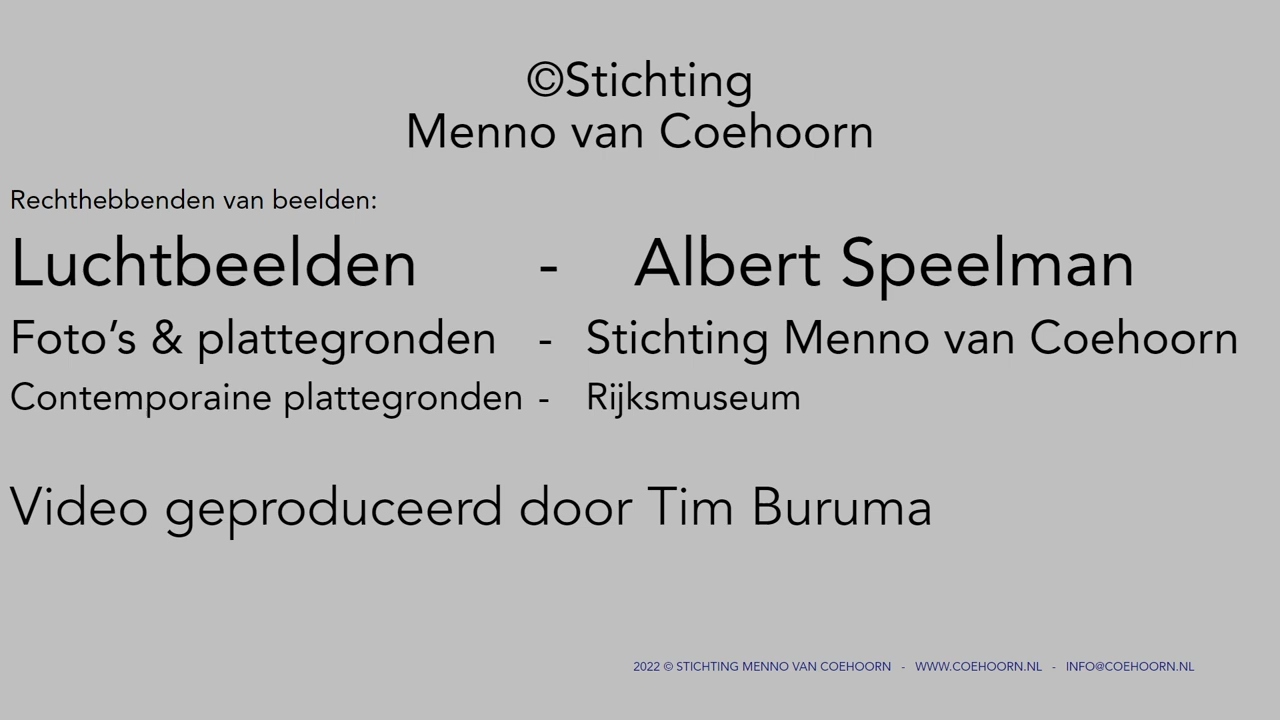 ©Stichting
Menno van Coehoorn
Rechthebbenden van beelden:
Luchtbeelden - Albert Speelman
Foto’s & plattegronden - Stichting Menno van Coehoorn
Contemporaine plattegronden - Rijksmuseum
Video geproduceerd door Tim Buruma
2022 © STICHTING MENNO VAN COEHOORN - WWW.COEHOORN.NL - INFO@COEHOORN.NL